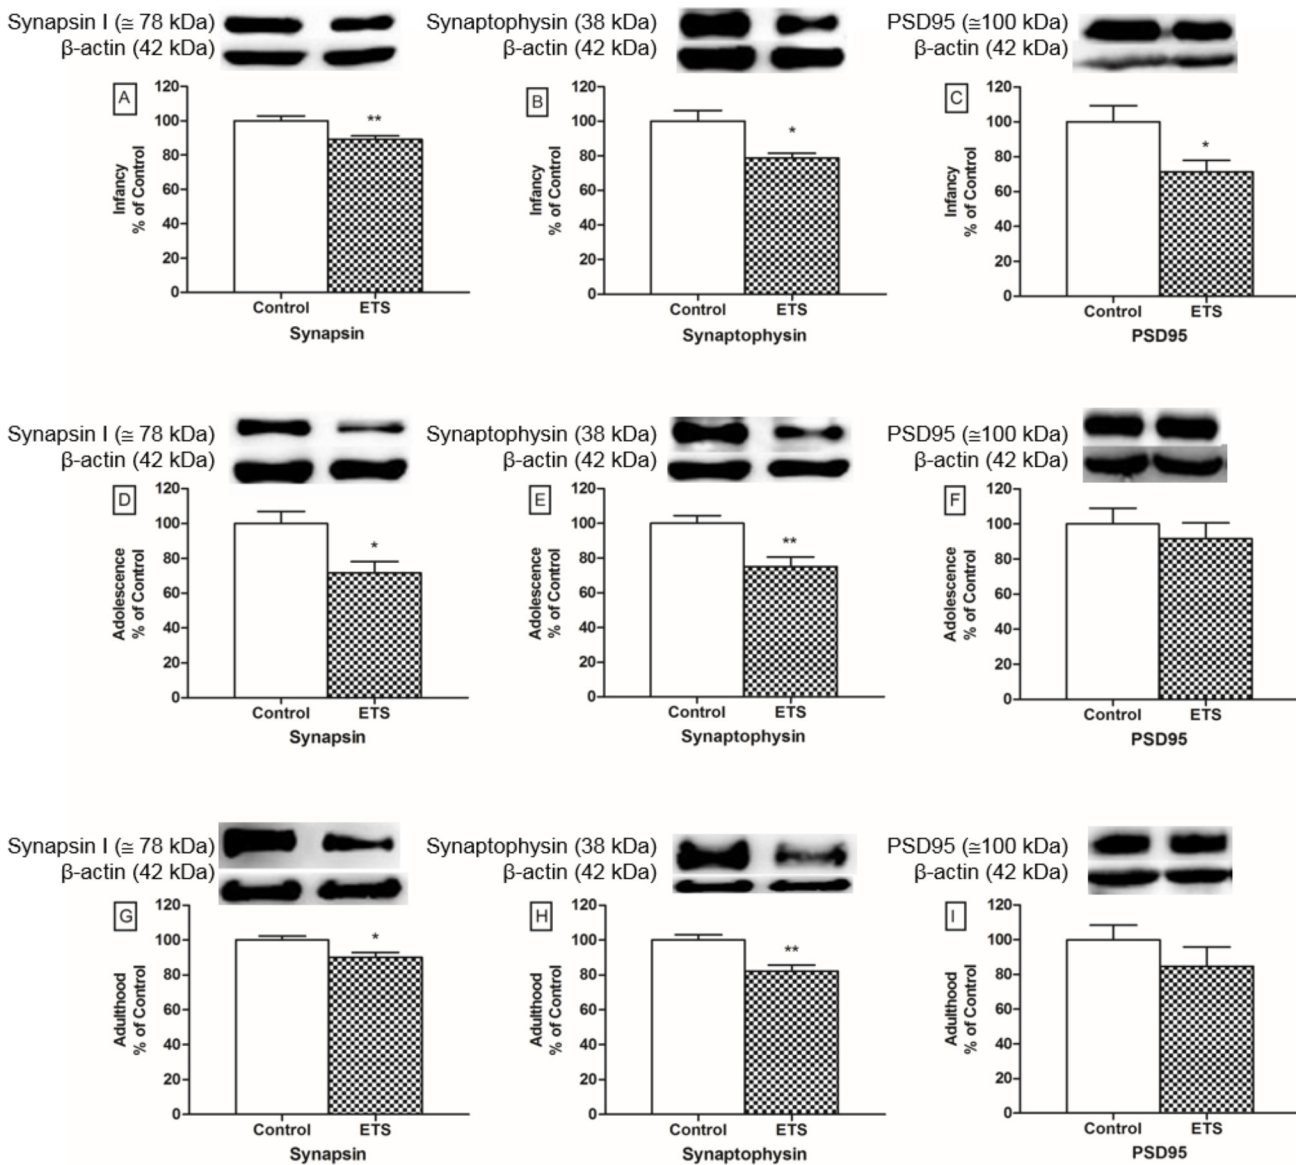 Synapsin I (≅ 78 kDa)
β-actin (42 kDa)
A
120
100
80
60
40
20
0
Infancy
% of Control
**
Control
ETS
Synapsin
Synaptophysin (38 kDa)
β-actin (42 kDa)
B
120
100
80
60
40
20
0
Infancy
% of Control
*
Control
ETS
Synaptophysin
PSD95 (≅100 kDa)
β-actin (42 kDa)
C
120
100
80
60
40
20
0
Infancy
% of Control
*
Control
ETS
PSD95
Synapsin I (≅ 78 kDa)
β-actin (42 kDa)
D
120
100
80
60
40
20
0
Adolescence
% of Control
*
Control
ETS
Synapsin
Synaptophysin (38 kDa)
β-actin (42 kDa)
E
120
100
80
60
40
20
0
Adolescence
% of Control
**
Control
ETS
Synaptophysin
PSD95 (≅100 kDa)
β-actin (42 kDa)
F
120
100
80
60
40
20
0
Adolescence
% of Control
Control
ETS
PSD95
Synapsin I (≅ 78 kDa)
β-actin (42 kDa)
G
120
100
80
60
40
20
0
Adulthood
% of Control
*
Control
ETS
Synapsin
Synaptophysin (38 kDa)
β-actin (42 kDa)
H
120
100
80
60
40
20
0
Adulthood
% of Control
**
Control
ETS
Synaptophysin
PSD95 (≅100 kDa)
β-actin (42 kDa)
I
120
100
80
60
40
20
0
Adulthood
% of Control
Control
ETS
PSD95